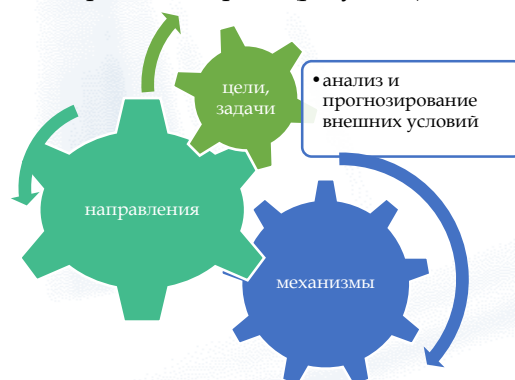 цели,
задачи
• анализ и
прогнозирование
внешних условий
направления
механизмы